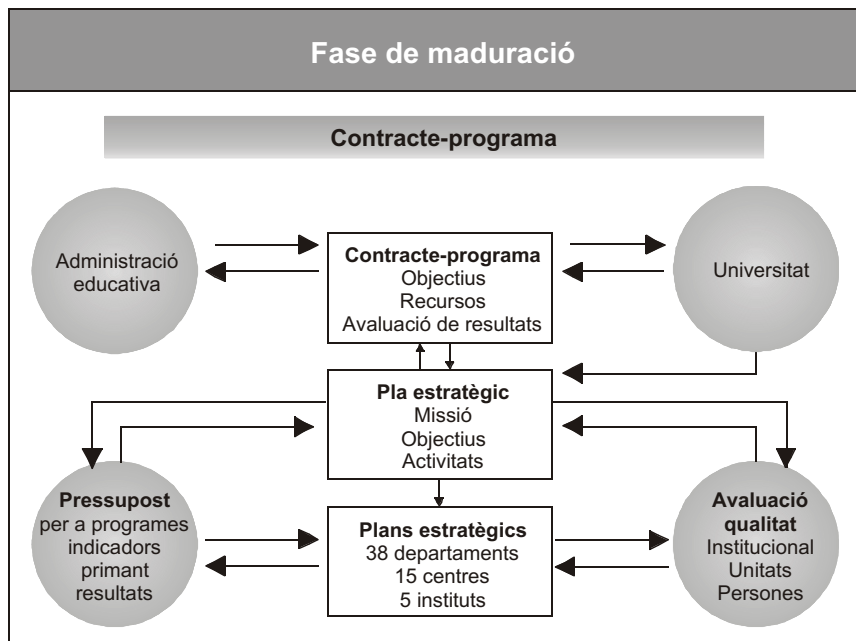 Fase de maduració
Contracte-programa
Administració
educativa
Contracte-programa
Objectius
Recursos
Avaluació de resultats
Universitat
Pla estratègic
Missió
Objectius
Activitats
Pressupost
per a programes
indicadors
primant
resultats
Plans estratègics
38 departaments
15 centres
5 instituts
Avaluació
qualitat
Institucional
Unitats
Persones